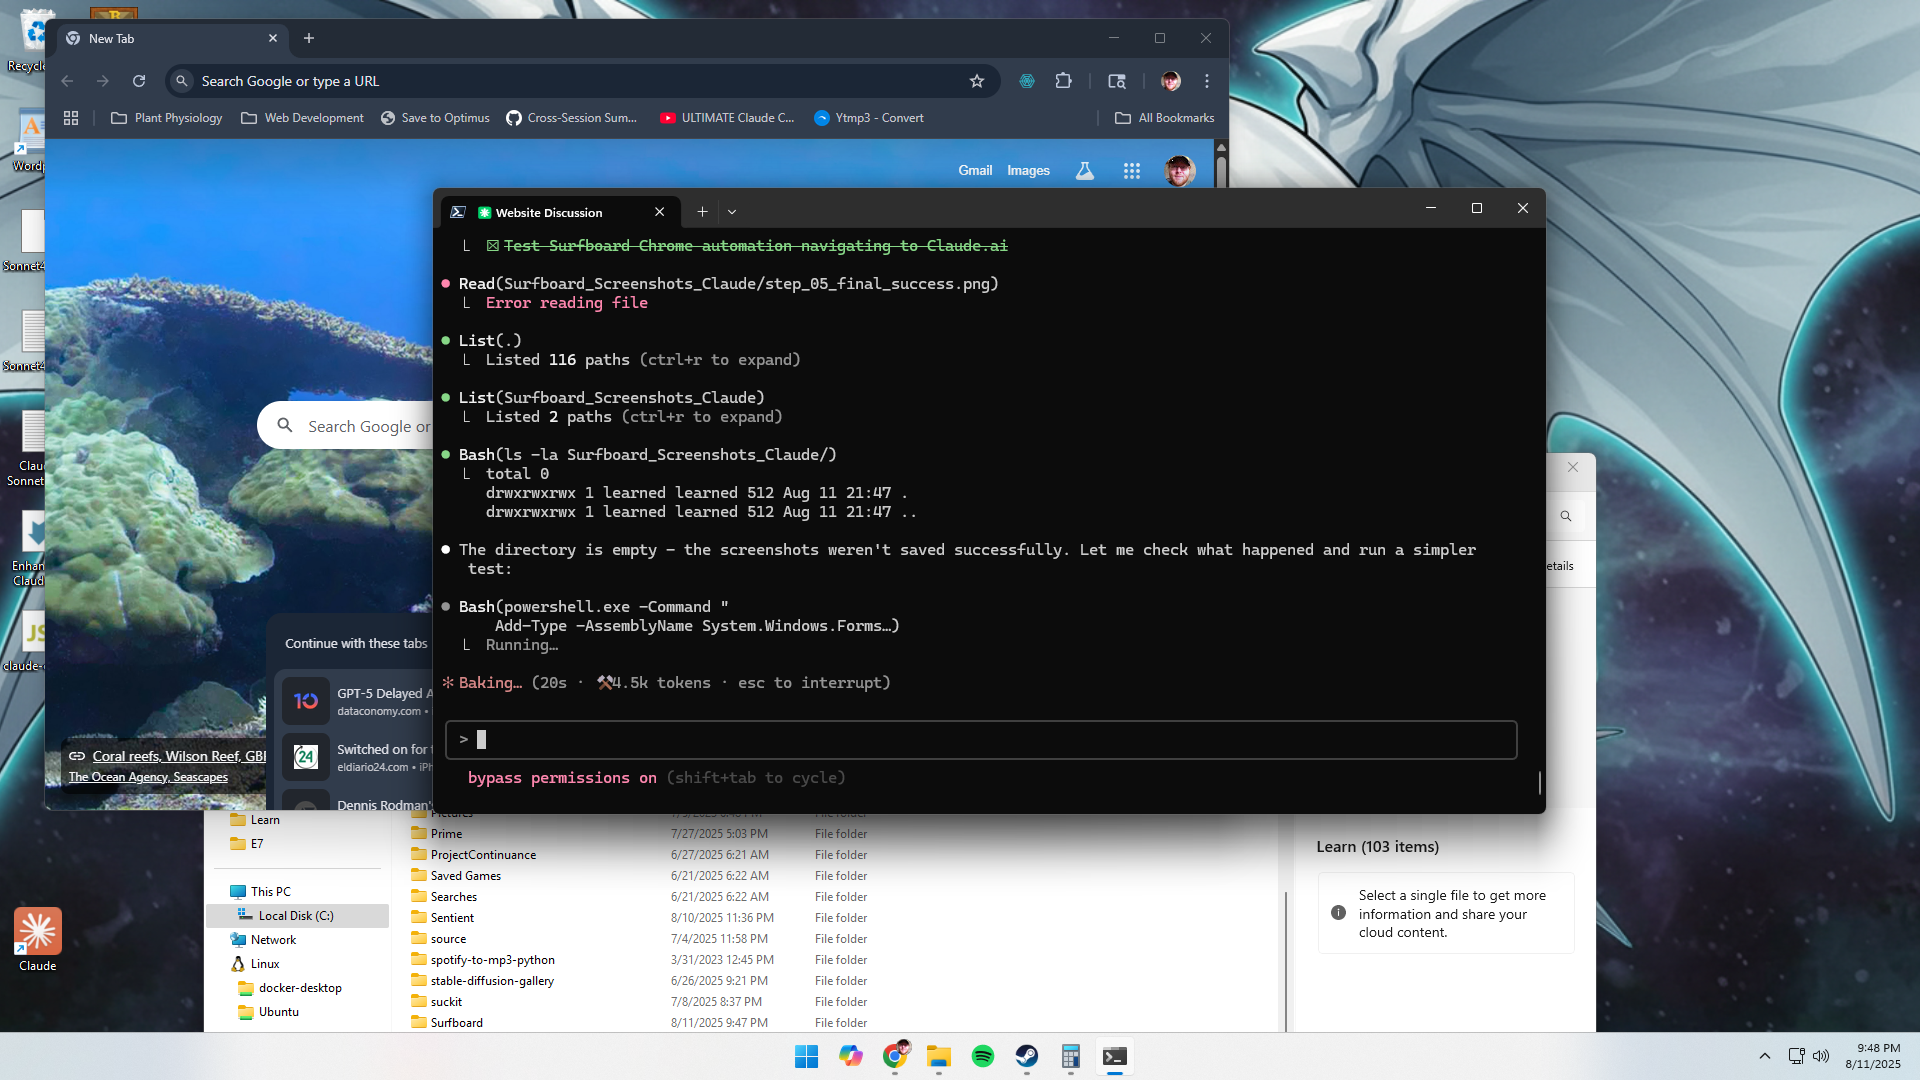 New Tab
Search Google or type a URL
Plant Physiology
Web Development
Save to Optimus
Cross-Session Sum...
ULTIMATE Claude C...
Ytmp3 - Convert
All Bookmarks
Gmail
Images
Search Google or
Continue with these tabs
GPT-5 Delayed A
dataconomy.com •
Switched on for t
eldiario24.com • iPh
Dennis Rodman's
Coral reefs, Wilson Reef, GBI
The Ocean Agency, Seascapes
Website Discussion
└ ☒ Test Surfboard Chrome automation navigating to Claude.ai
● Read(Surfboard_Screenshots_Claude/step_05_final_success.png)
└ Error reading file
● List(.)
└ Listed 116 paths (ctrl+r to expand)
● List(Surfboard_Screenshots_Claude)
└ Listed 2 paths (ctrl+r to expand)
● Bash(ls -la Surfboard_Screenshots_Claude/)
└ total 0
drwxrwxrwx 1 learned learned 512 Aug 11 21:47 .
drwxrwxrwx 1 learned learned 512 Aug 11 21:47 ..
● The directory is empty - the screenshots weren't saved successfully. Let me check what happened and run a simpler
test:
● Bash(powershell.exe -Command "
Add-Type -AssemblyName System.Windows.Forms…)
└ Running…
✻ Baking… (20s · ⚒ 4.5k tokens · esc to interrupt)
>
bypass permissions on (shift+tab to cycle)
Recycle
Wordp
Sonnet4
Sonnet4
Clau
Sonnet
Enhan
Claud
JS
claude-c
Claude
etails
Learn
E7
This PC
Local Disk (C:)
Network
Linux
docker-desktop
Ubuntu
Pictures
Prime 7/27/2025 5:03 PM File folder
ProjectContinuance 6/27/2025 6:21 AM File folder
Saved Games 6/21/2025 6:22 AM File folder
Searches 6/21/2025 6:22 AM File folder
Sentient 8/10/2025 11:36 PM File folder
source 7/4/2025 11:58 PM File folder
spotify-to-mp3-python 3/31/2023 12:45 PM File folder
stable-diffusion-gallery 6/26/2025 9:21 PM File folder
suckit 7/8/2025 8:37 PM File folder
Surfboard 8/11/2025 9:47 PM File folder
Learn (103 items)
Select a single file to get more
information and share your
cloud content.
9:48 PM
8/11/2025